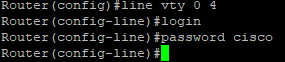 Router(config)#line vty 0 4
Router(config-line)#login
Router(config-line)#password cisco
Router(config-line)#